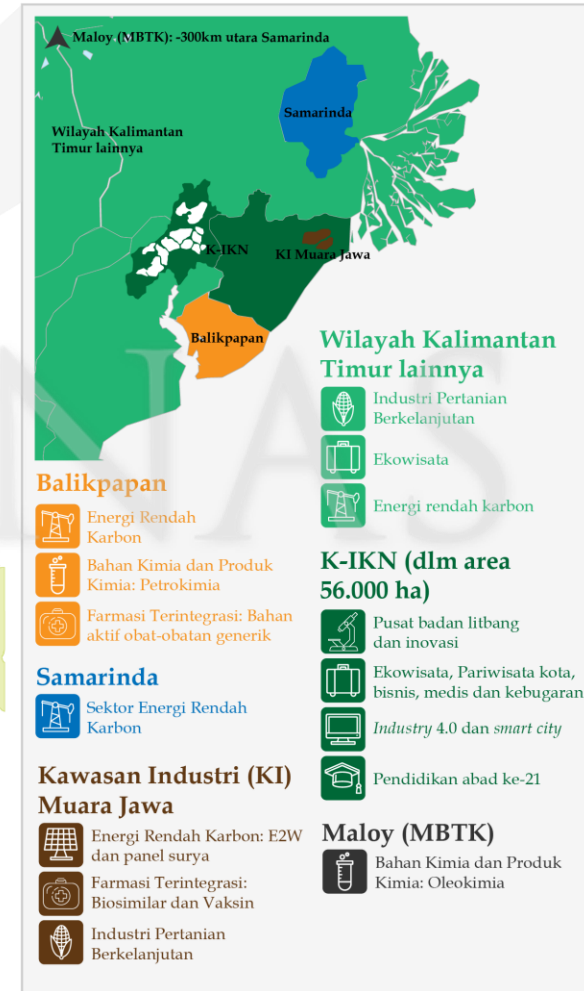 Maloy (MBTK): -300km utara Samarinda
Samarinda
Wilayah Kalimantan
Timur lainnya
K-IKN
KI Muara Jawa
Balikpapan
Balikpapan
Energi Rendah
Karbon
Bahan Kimia dan Produk
Kimia: Petrokimia
Farmasi Terintegrasi: Bahan
aktif obat-obatan generik
Samarinda
Sektor Energi Rendah
Karbon
Kawasan Industri (KI)
Muara Jawa
Energi Rendah Karbon: E2W
dan panel surya
Farmasi Terintegrasi:
Biosimilar dan Vaksin
Industri Pertanian
Berkelanjutan
Wilayah Kalimantan
Timur lainnya
Industri Pertanian
Berkelanjutan
Ekowisata
Energi rendah karbon
K-IKN (dlm area
56.000 ha)
Pusat badan litbang
dan inovasi
Ekowisata, Pariwisata kota,
bisnis, medis dan kebugaran
Industry 4.0 dan smart city
Pendidikan abad ke-21
Maloy (MBTK)
Bahan Kimia dan Produk
Kimia: Oleokimia
NAS